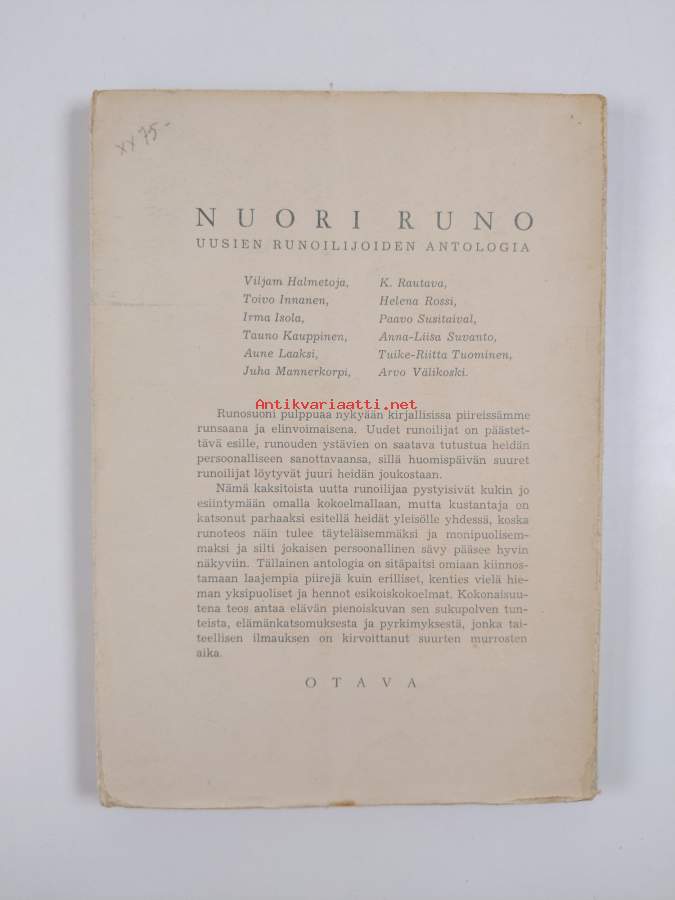 xx 75-
NUORI RUNO
UUSIEN RUNOILIJOIDEN ANTOLOGIA
Viljam Halmetoja,
Toivo Innanen,
Irma Isola,
Tauno Kauppinen,
Aune Laaksi,
Juha Mannerkorpi,
K. Rautava,
Helena Rossi,
Paavo Susitaival,
Anna-Liisa Suvanto,
Tuike-Riitta Tuominen,
Arvo Välikoski.
Antikvariaatti.net
Runosuoni pulppuaa nykyään kirjallisissa piireissämme
runsaana ja elinvoimaisena. Uudet runoilijat on päästet-
tävä esille, runouden ystävien on saatava tutustua heidän
persoonalliseen sanottavaansa, sillä huomispäivän suuret
runoilijat löytyvät juuri heidän joukostaan.
Nämä kaksitoista uutta runoilijaa pystyisivät kukin jo
esiintymään omalla kokoelmallaan, mutta kustantaja on
katsonut parhaaksi esitellä heidät yleisölle yhdessä, koska
runoteos näin tulee täyteläisemmäksi ja monipuolisem-
maksi ja silti jokaisen persoonallinen sävy pääsee hyvin
näkyviin. Tällainen antologia on sitäpaitsi omiaan kiinnos-
tamaan laajempia piirejä kuin erilliset, kenties vielä hie-
man yksipuoliset ja hennot esikoiskokoelmat. Kokonaisuu-
tena teos antaa elävän pienoiskuvan sen sukupolven tun-
teista, elämänkatsomuksesta ja pyrkimyksestä, jonka tai-
teellisen ilmauksen on kirvoittanut suurten murrosten
aika.
OTAVA